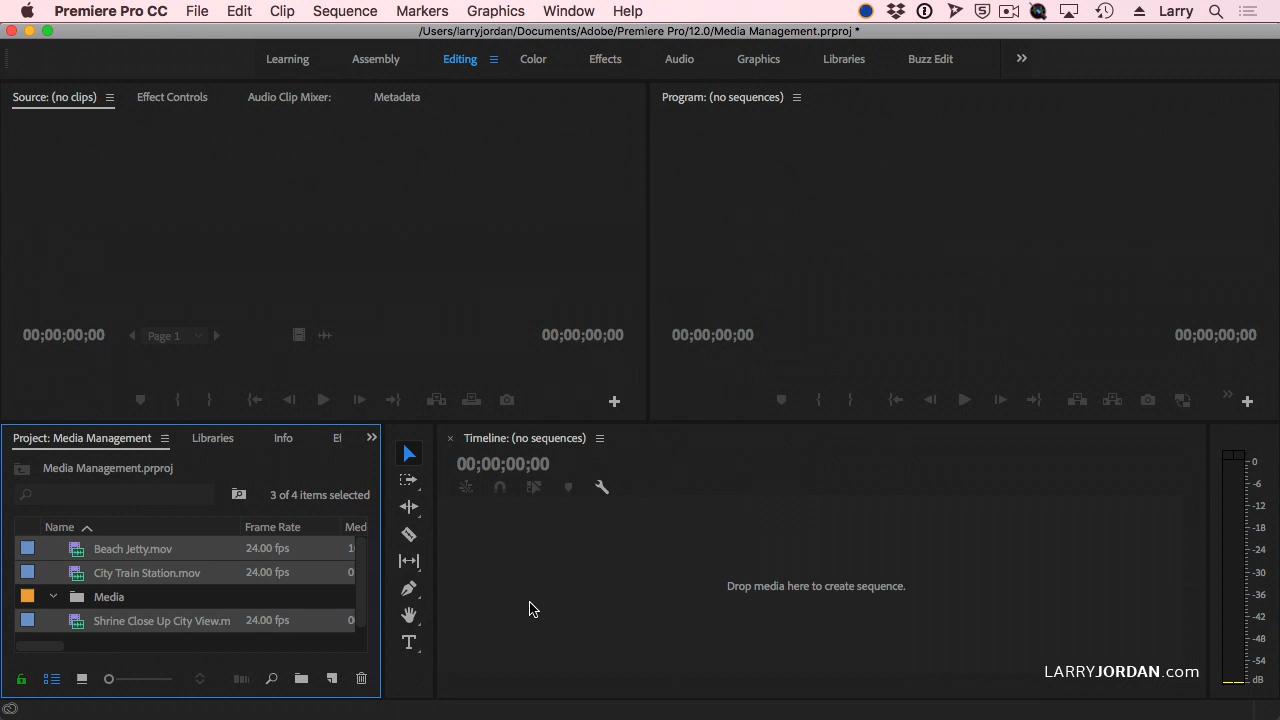 Premiere Pro CC File Edit Clip Sequence Markers Graphics Window Help Larry
/Users/larryjordan/Documents/Adobe/Premiere Pro/12.0/Media Management.prproj *
Learning Assembly Editing Color Effects Audio Graphics Libraries Buzz Edit
Source: (no clips) Effect Controls Audio Clip Mixer: Metadata
Program: (no sequences)
00;00;00;00 Page 1 00;00;00;00
00;00;00;00 00;00;00;00
Project: Media Management Libraries Info
Media Management.prproj
3 of 4 items selected
Name Frame Rate Med
Beach Jetty.mov 24.00 fps
City Train Station.mov 24.00 fps 0
Media
Shrine Close Up City View.m 24.00 fps
Timeline: (no sequences)
00;00;00;00
Drop media here to create sequence.
0
-6
-12
-18
-24
-30
-36
-42
-48
-54
dB
LARRYJORDAN.com